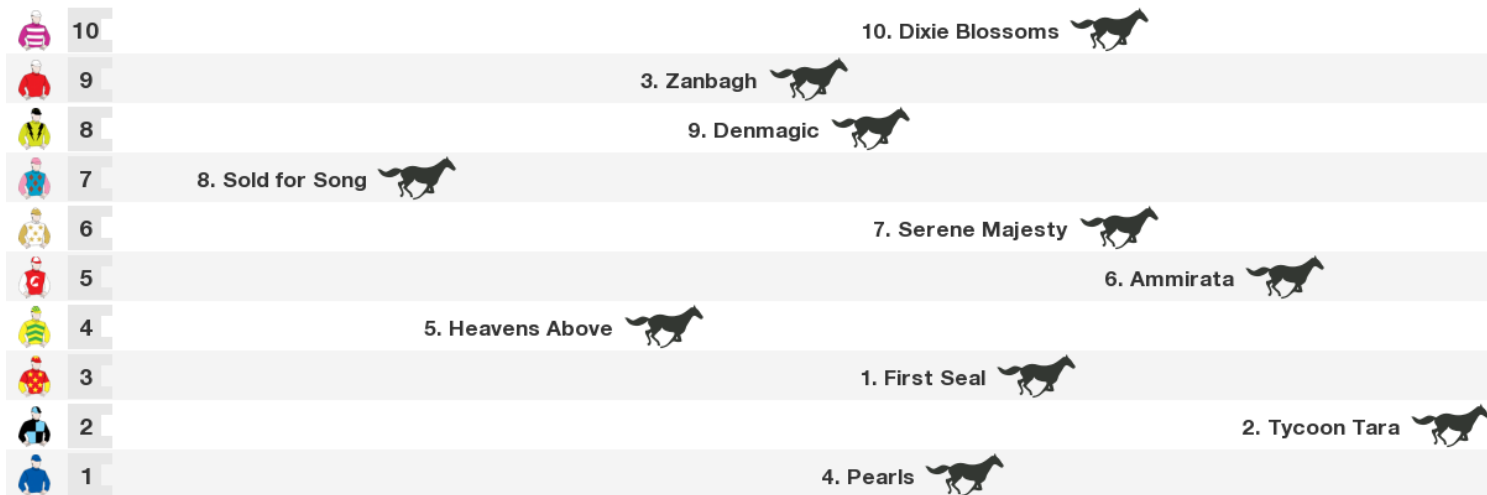 10 10. Dixie Blossoms
9 3. Zanbagh
8 9. Denmagic
7 8. Sold for Song
6 7. Serene Majesty
5 6. Ammirata
4 5. Heavens Above
3 1. First Seal
2 2. Tycoon Tara
1 4. Pearls